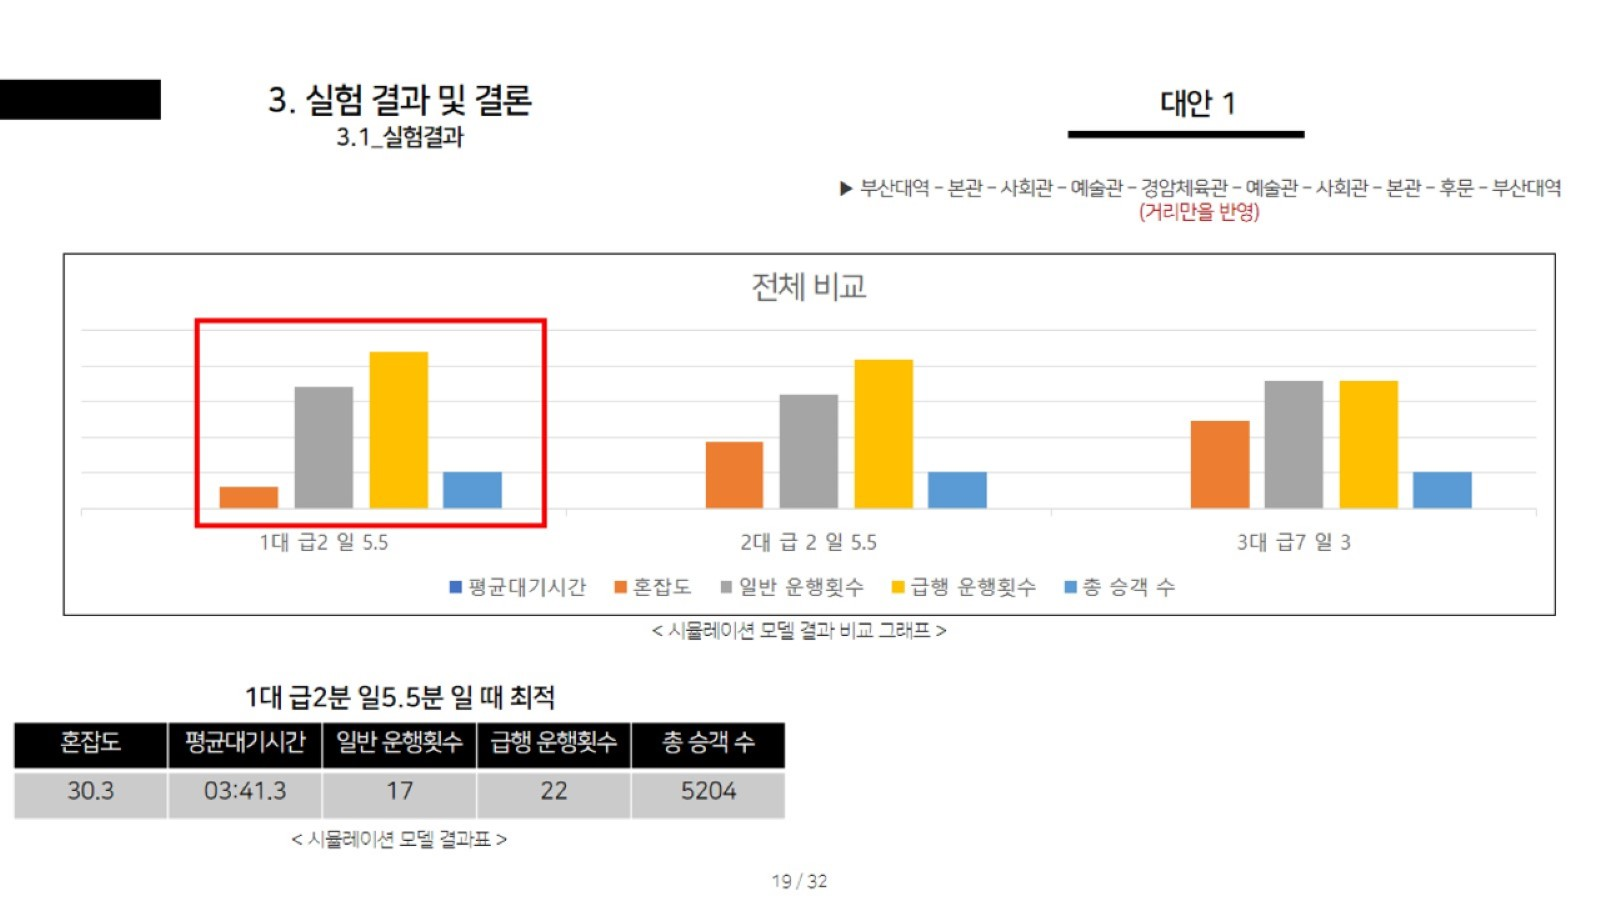 3. 실험 결과 및 결론
3.1_실험결과
대안 1
▶ 부산대역 – 본관 – 사회관 – 예술관 – 경암체육관 – 예술관 – 사회관 – 본관 – 후문 – 부산대역
(거리만을 반영)
전체 비교
1대 급2 일 5.5
2대 급 2 일 5.5
3대 급7 일 3
평균대기시간 혼잡도 일반 운행횟수 급행 운행횟수 총 승객 수
< 시물레이션 모델 결과 비교 그래프 >
1대 급2분 일5.5분 일 때 최적
혼잡도 평균대기시간 일반 운행횟수 급행 운행횟수 총 승객 수
30.3 03:41.3 17 22 5204
< 시물레이션 모델 결과표 >
19 / 32